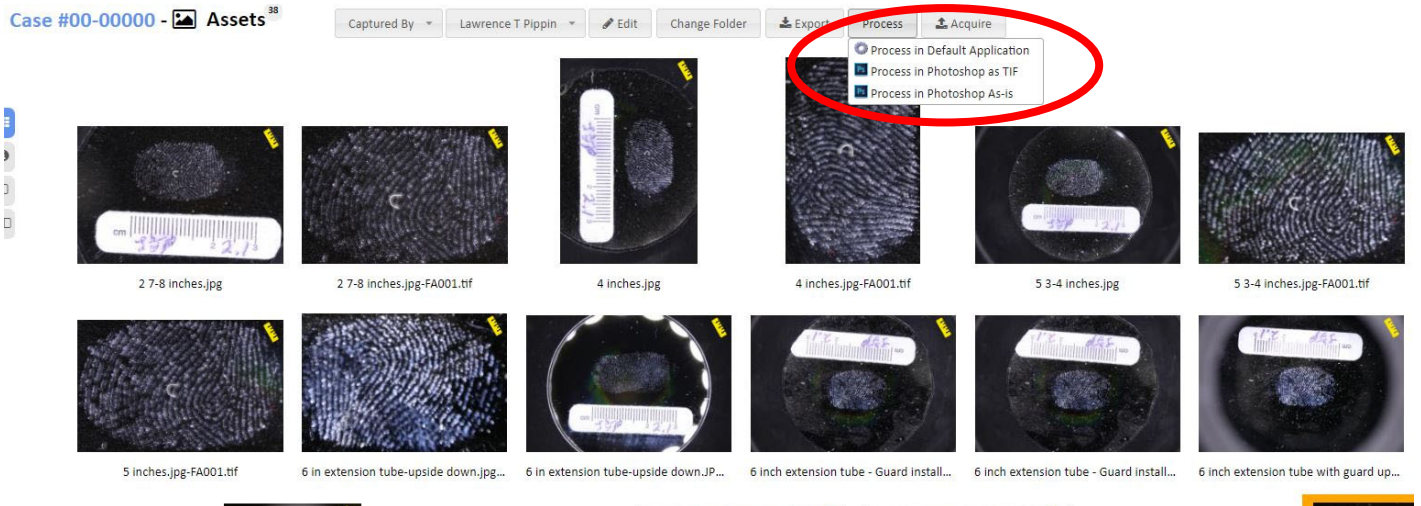 Case #00-00000 - Assets 38
Captured By
Lawrence T Pippin
Edit
Change Folder
Export
Process
Acquire
Process in Default Application
Ps Process in Photoshop as TIF
Ps Process in Photoshop As-is
cm
2
3
2 7-8 inches.jpg
2 7-8 inches.jpg-FA001.tif
4 inches.jpg
4 inches.jpg-FA001.tif
5 3-4 inches.jpg
5 3-4 inches.jpg-FA001.tif
5 inches.jpg-FA001.tif
6 in extension tube-upside down.jpg...
6 in extension tube-upside down.JP...
6 inch extension tube - Guard install...
6 inch extension tube - Guard install...
6 inch extension tube with guard up...